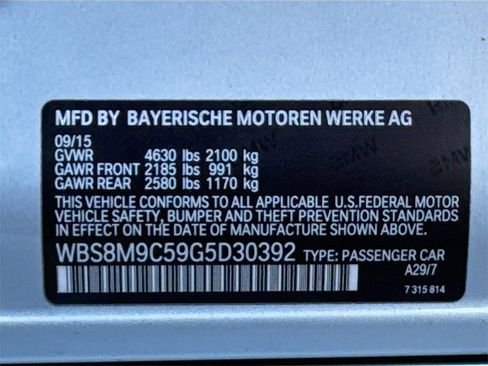 MFD BY BAYERISCHE MOTOREN WERKE AG
09/15
GVWR 4630 lbs 2100 kg
GAWR FRONT 2185 lbs 991 kg
GAWR REAR 2580 lbs 1170 kg
THIS VEHICLE CONFORMS TO ALL APPLICABLE U.S.FEDERAL MOTOR
VEHICLE SAFETY, BUMPER AND THEFT PREVENTION STANDARDS
IN EFFECT ON THE DATE OF MANUFACTURE SHOWN ABOVE.
WBS8M9C59G5D30392 TYPE: PASSENGER CAR
A29/7
7 315 814
BMW
BMW